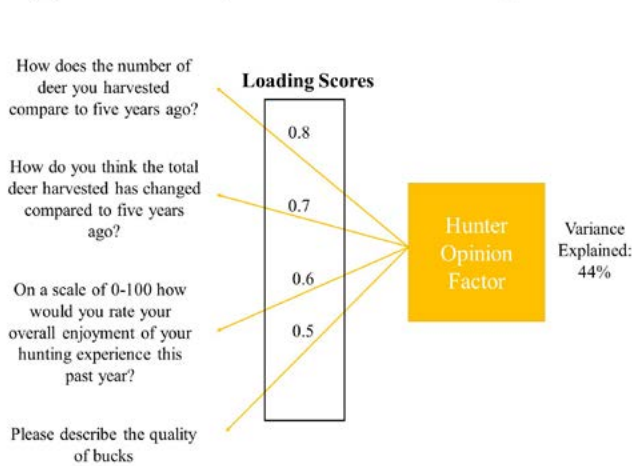 How does the number of
deer you harvested
compare to five years ago?
Loading Scores
0.8
How do you think the total
deer harvested has changed
compared to five years
ago?
0.7
Hunter
Opinion
Factor
Variance
Explained:
44%
On a scale of 0-100 how
would you rate your
overall enjoyment of your
hunting experience this
past year?
0.6
0.5
Please describe the quality
of bucks